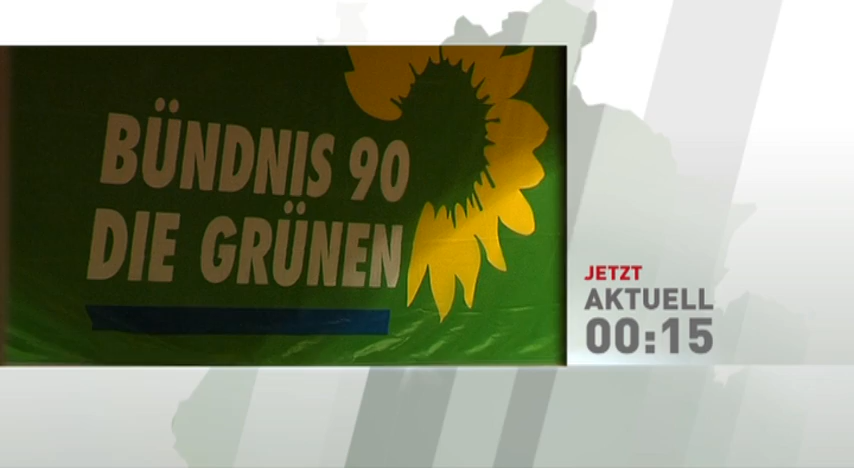 BÜNDNIS 90
DIE GRÜNEN
JETZT
AKTUELL
00:15